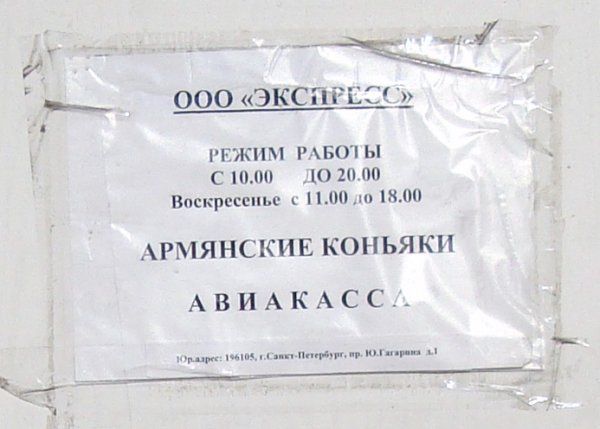 ООО «ЭКСПРЕСС»
РЕЖИМ РАБОТЫ
С 10.00 ДО 20.00
Воскресенье с 11.00 до 18.00
АРМЯНСКИЕ КОНЬЯКИ
АВИАКАССА
Юр.адрес: 196105, г.Санкт-Петербург, пр. Ю.Гагарина д.1